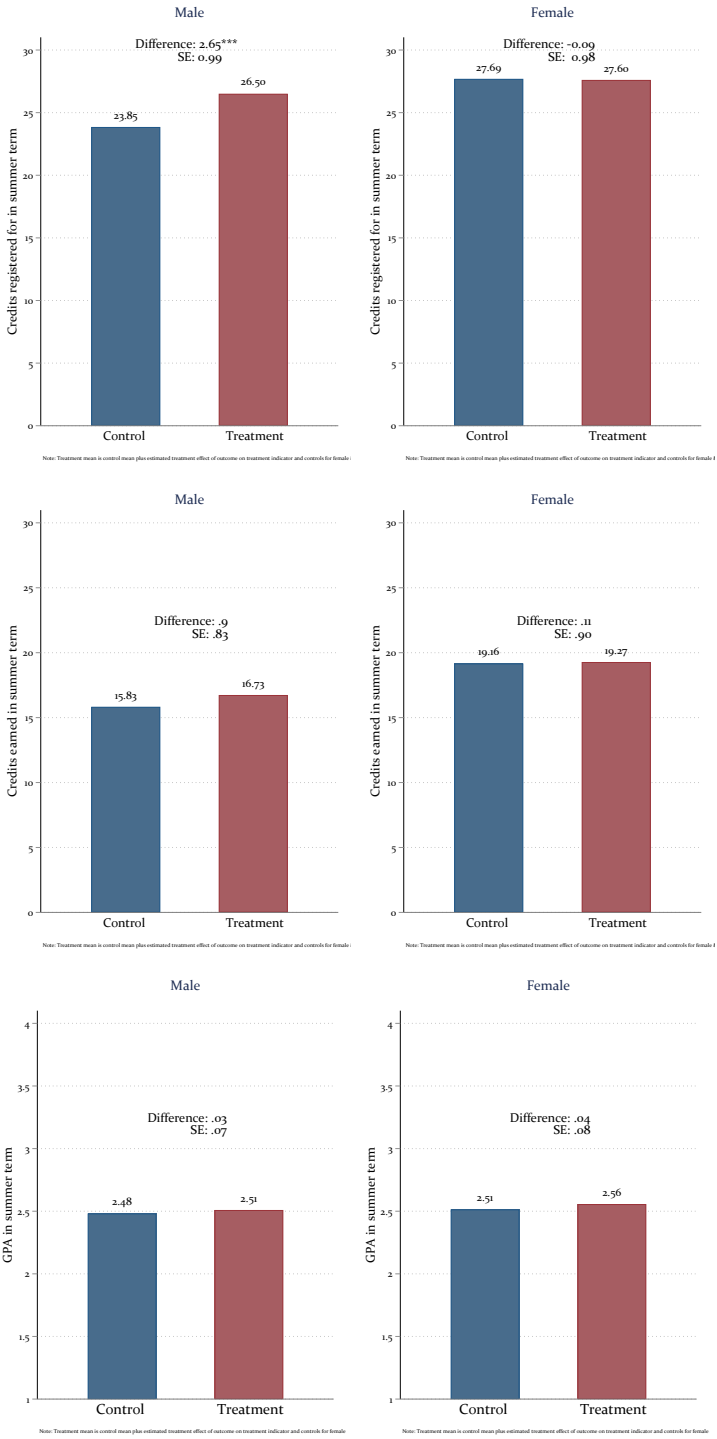 Male
Difference: 2.65***
SE: 0.99
Credits registered for in summer term
30
25
20
15
10
5
0
23.85
26.50
Control
Treatment
Note: Treatment mean is control mean plus estimated treatment effect of outcome on treatment indicator and controls for female
Female
Difference: -0.09
SE: 0.98
Credits registered for in summer term
30
25
20
15
10
5
0
27.69
27.60
Control
Treatment
Note: Treatment mean is control mean plus estimated treatment effect of outcome on treatment indicator and controls for female
Male
Difference: .9
SE: .83
Credits earned in summer term
30
25
20
15
10
5
0
15.83
16.73
Control
Treatment
Note: Treatment mean is control mean plus estimated treatment effect of outcome on treatment indicator and controls for female
Female
Difference: .11
SE: .90
Credits earned in summer term
30
25
20
15
10
5
0
19.16
19.27
Control
Treatment
Note: Treatment mean is control mean plus estimated treatment effect of outcome on treatment indicator and controls for female
Male
Difference: .03
SE: .07
GPA in summer term
4
3.5
3
2.5
2
1.5
1
2.48
2.51
Control
Treatment
Note: Treatment mean is control mean plus estimated treatment effect of outcome on treatment indicator and controls for female
Female
Difference: .04
SE: .08
GPA in summer term
4
3.5
3
2.5
2
1.5
1
2.51
2.56
Control
Treatment
Note: Treatment mean is control mean plus estimated treatment effect of outcome on treatment indicator and controls for female